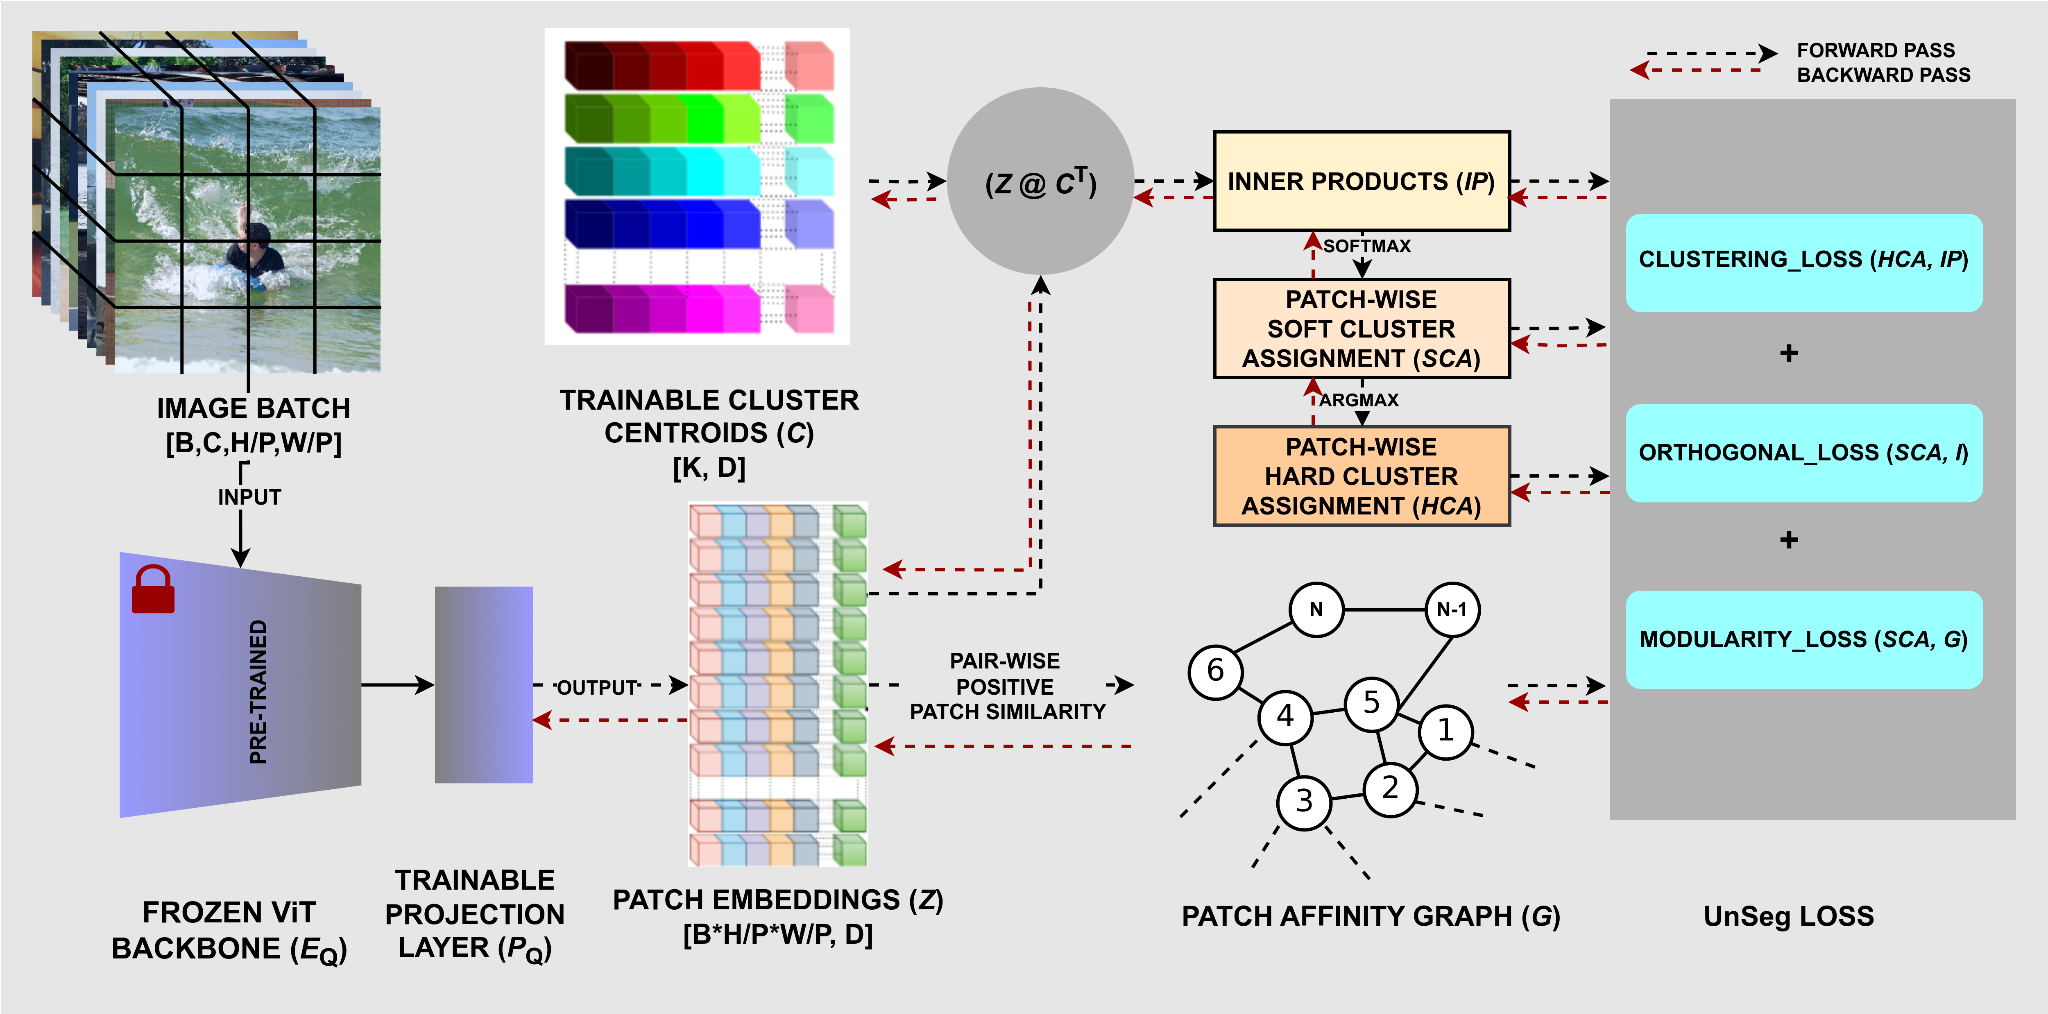 FORWARD PASS
BACKWARD PASS
IMAGE BATCH
[B,C,H/P,W/P]
INPUT
PRE-TRAINED
FROZEN ViT
BACKBONE (E_Q)
TRAINABLE
PROJECTION
LAYER (P_Q)
OUTPUT
TRAINABLE CLUSTER
CENTROIDS (C)
[K, D]
PATCH EMBEDDINGS (Z)
[B*H/P*W/P, D]
(Z @ C^T)
PAIR-WISE
POSITIVE
PATCH SIMILARITY
INNER PRODUCTS (IP)
SOFTMAX
PATCH-WISE
SOFT CLUSTER
ASSIGNMENT (SCA)
ARGMAX
PATCH-WISE
HARD CLUSTER
ASSIGNMENT (HCA)
N
N-1
6
5
4
1
2
3
PATCH AFFINITY GRAPH (G)
CLUSTERING_LOSS (HCA, IP)
+
ORTHOGONAL_LOSS (SCA, I)
+
MODULARITY_LOSS (SCA, G)
UnSeg LOSS